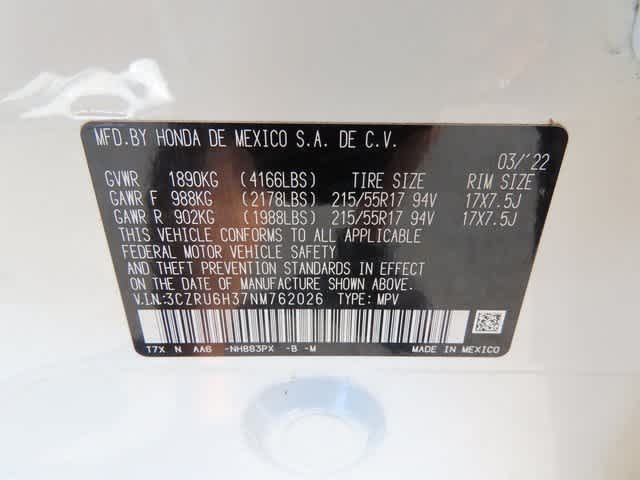 MFD.BY HONDA DE MEXICO S.A. DE C.V.
03/'22
GVWR 1890KG (4166LBS) TIRE SIZE RIM SIZE
GAWR F 988KG (2178LBS) 215/55R17 94V 17X7.5J
GAWR R 902KG (1988LBS) 215/55R17 94V 17X7.5J
THIS VEHICLE CONFORMS TO ALL APPLICABLE
FEDERAL MOTOR VEHICLE SAFETY
AND THEFT PREVENTION STANDARDS IN EFFECT
ON THE DATE OF MANUFACTURE SHOWN ABOVE.
V.I.N.:3CZRU6H37NM762026 TYPE: MPV
T7X N AA6 -NH883PX -B -M MADE IN MEXICO